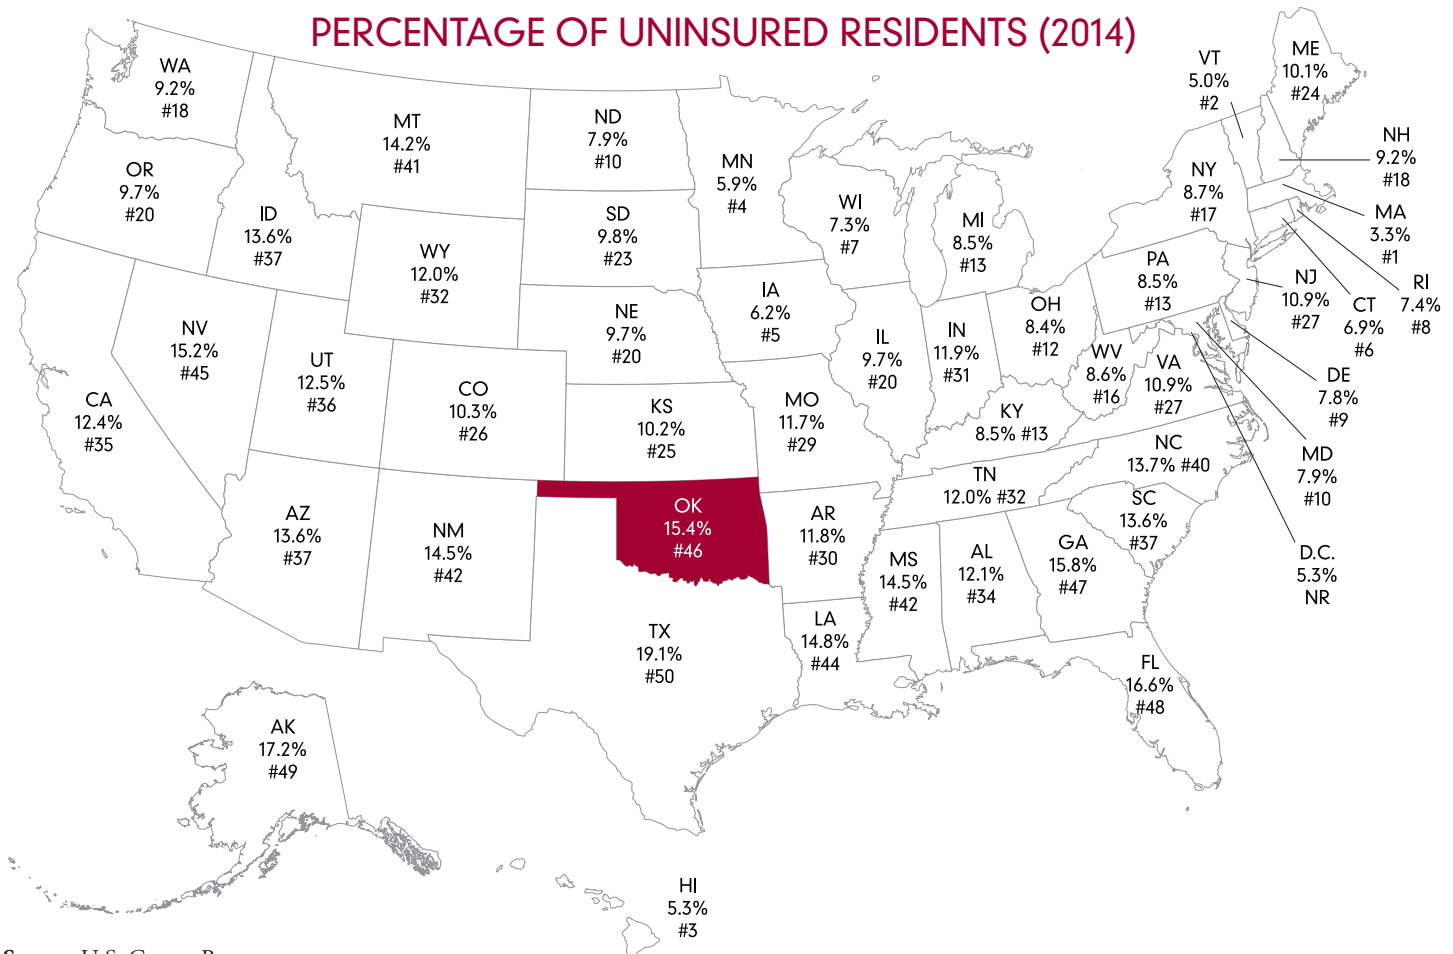 PERCENTAGE OF UNINSURED RESIDENTS (2014)
WA
9.2%
#18
OR
9.7%
#20
CA
12.4%
#35
NV
15.2%
#45
ID
13.6%
#37
MT
14.2%
#41
WY
12.0%
#32
UT
12.5%
#36
AZ
13.6%
#37
CO
10.3%
#26
NM
14.5%
#42
ND
7.9%
#10
SD
9.8%
#23
NE
9.7%
#20
KS
10.2%
#25
OK
15.4%
#46
TX
19.1%
#50
MN
5.9%
#4
IA
6.2%
#5
MO
11.7%
#29
AR
11.8%
#30
LA
14.8%
#44
WI
7.3%
#7
IL
9.7%
#20
MI
8.5%
#13
IN
11.9%
#31
OH
8.4%
#12
KY
8.5% #13
TN
12.0% #32
MS
14.5%
#42
AL
12.1%
#34
GA
15.8%
#47
FL
16.6%
#48
SC
13.6%
#37
NC
13.7% #40
VA
10.9%
#27
WV
8.6%
#16
PA
8.5%
#13
NY
8.7%
#17
VT
5.0%
#2
ME
10.1%
#24
NH
9.2%
#18
MA
3.3%
#1
RI
7.4%
#8
CT
6.9%
#6
NJ
10.9%
#27
DE
7.8%
#9
MD
7.9%
#10
D.C.
5.3%
NR
AK
17.2%
#49
HI
5.3%
#3